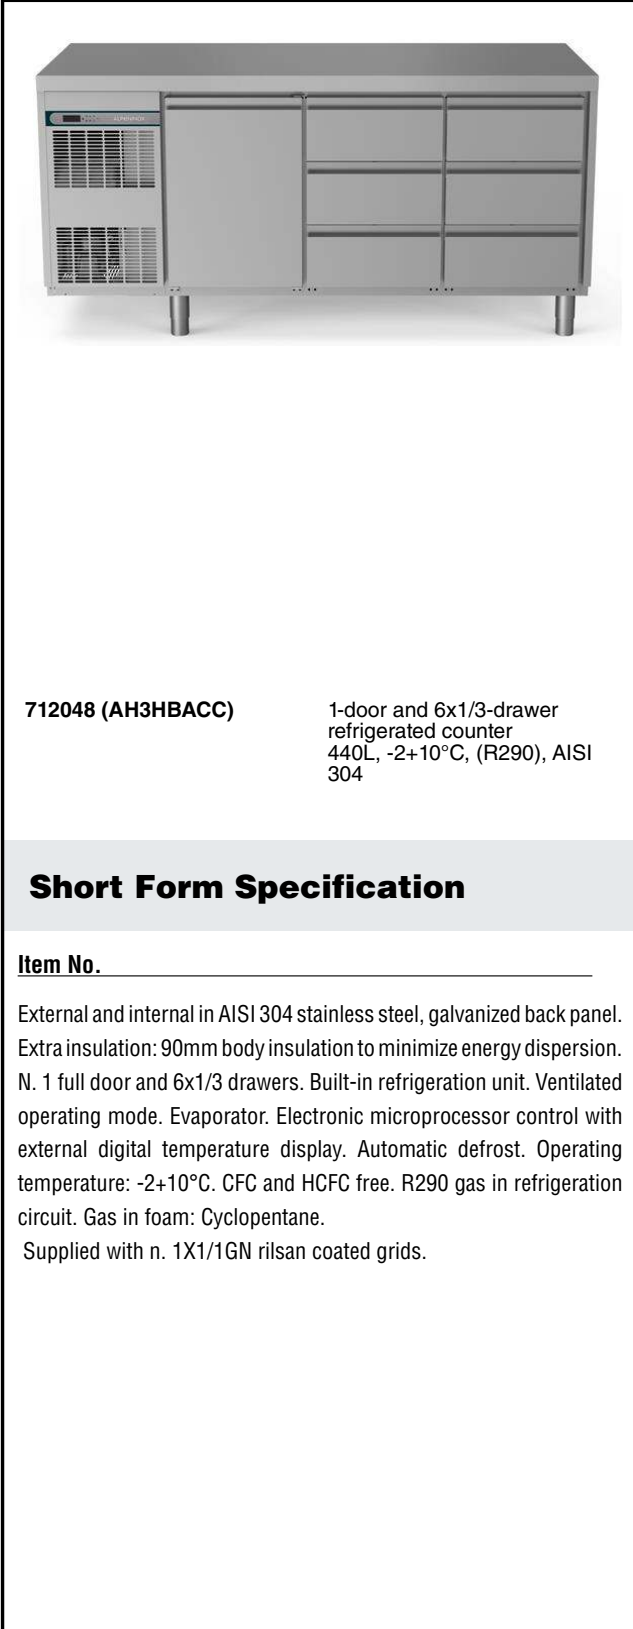 ALPENINOX
712048 (AH3HBACC)
1-door and 6x1/3-drawer
refrigerated counter
440L, -2+10°C, (R290), AISI
304
Short Form Specification
Item No.
External and internal in AISI 304 stainless steel, galvanized back panel.
Extra insulation: 90mm body insulation to minimize energy dispersion.
N. 1 full door and 6x1/3 drawers. Built-in refrigeration unit. Ventilated
operating mode. Evaporator. Electronic microprocessor control with
external digital temperature display. Automatic defrost. Operating
temperature: -2+10°C. CFC and HCFC free. R290 gas in refrigeration
circuit. Gas in foam: Cyclopentane.
Supplied with n. 1X1/1GN rilsan coated grids.